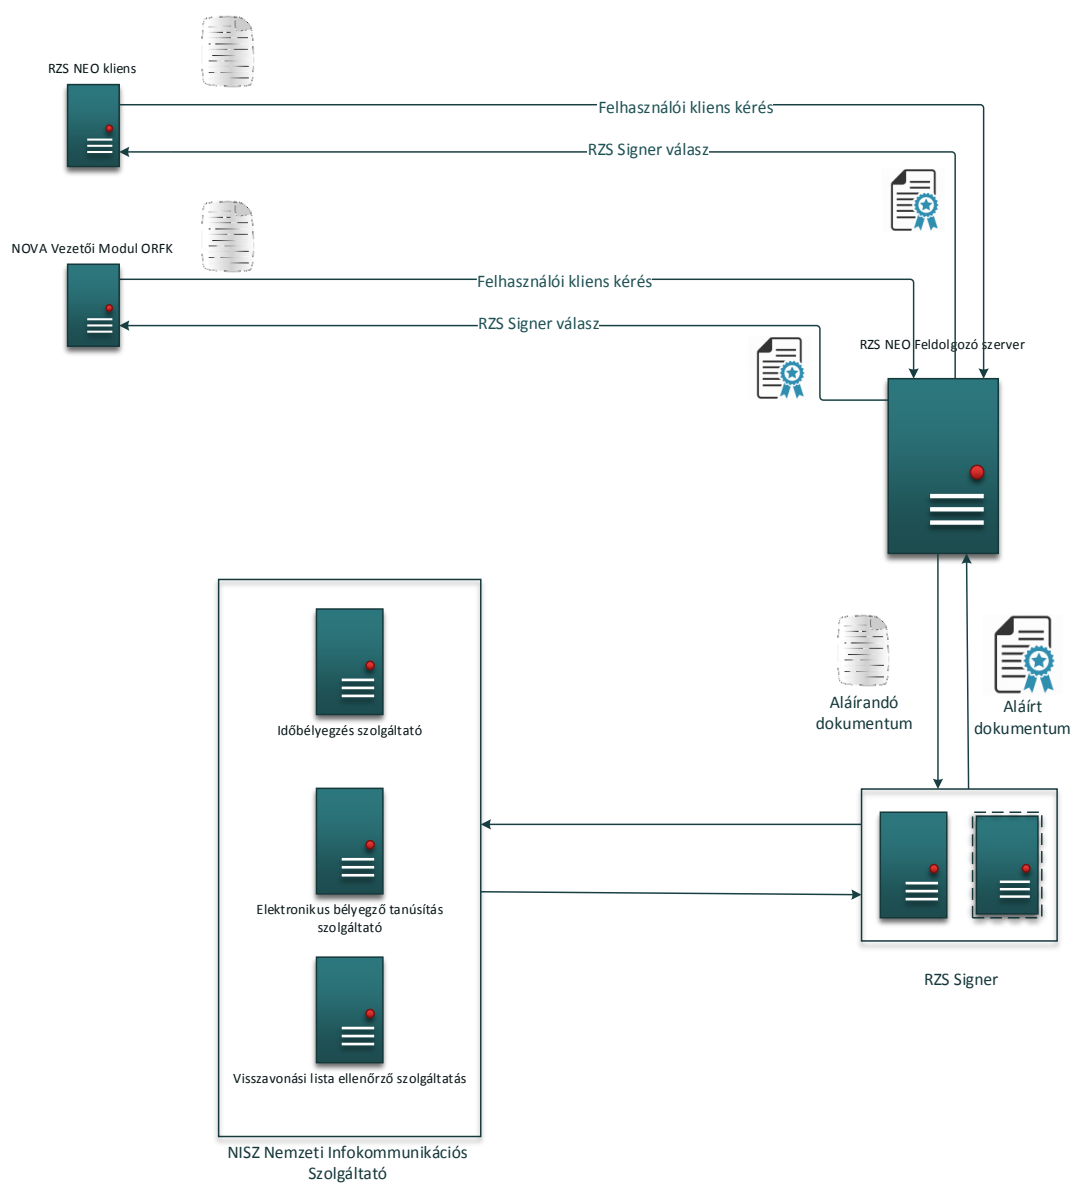 RZS NEO kliens
Felhasználói kliens kérés
RZS Signer válasz
NOVA Vezetői Modul ORFK
Felhasználói kliens kérés
RZS Signer válasz
RZS NEO Feldolgozó szerver
Aláírandó
dokumentum
Aláírt
dokumentum
Időbélyegzés szolgáltató
Elektronikus bélyegző tanúsítás
szolgáltató
RZS Signer
Visszavonási lista ellenőrző szolgáltatás
NISZ Nemzeti Infokommunikációs
Szolgáltató